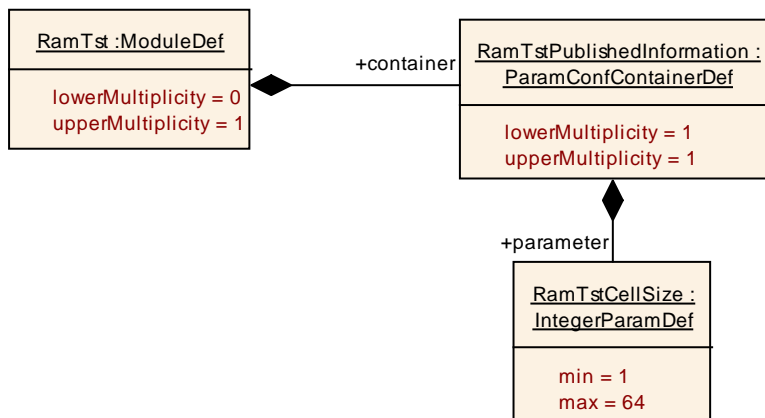 RamTst :ModuleDef
lowerMultiplicity = 0
upperMultiplicity = 1
+container
RamTstPublishedInformation :
ParamConfContainerDef
lowerMultiplicity = 1
upperMultiplicity = 1
+parameter
RamTstCellSize :
IntegerParamDef
min = 1
max = 64